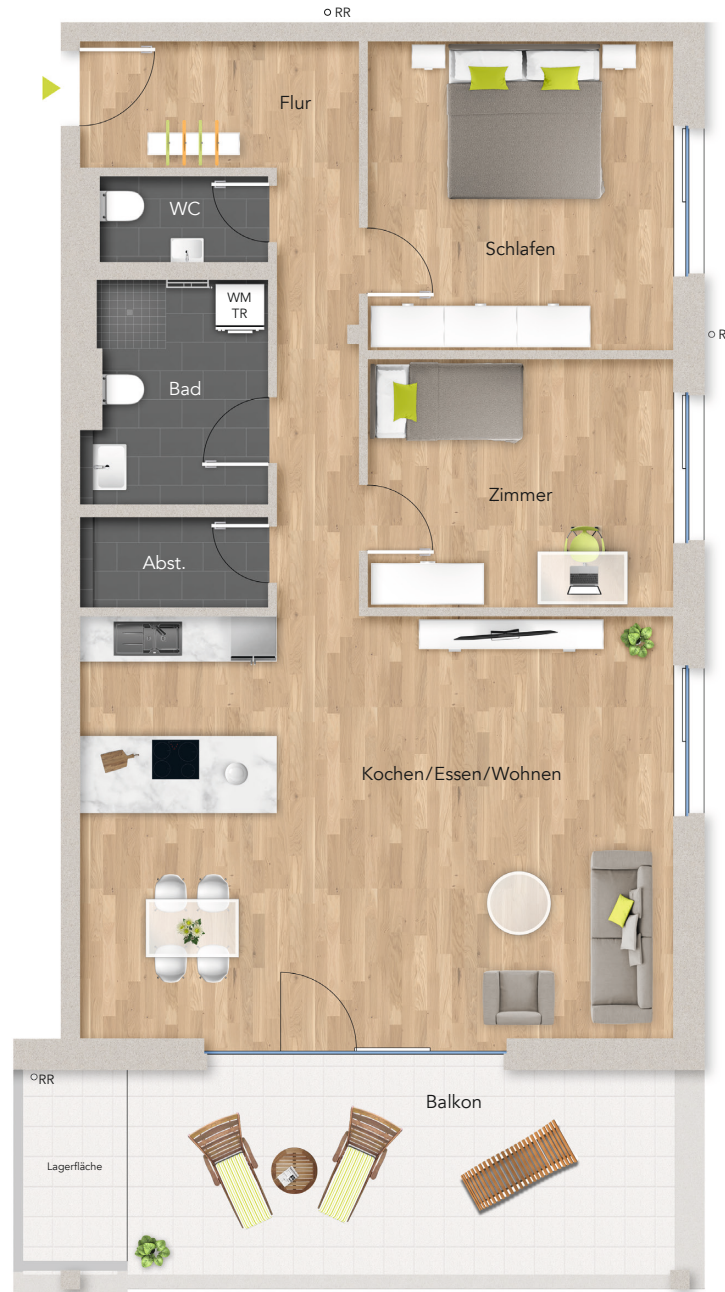 RR
Flur
WC
Schlafen
WM
TR
R
Bad
Zimmer
Abst.
Kochen/Essen/Wohnen
RR
Balkon
Lagerfläche